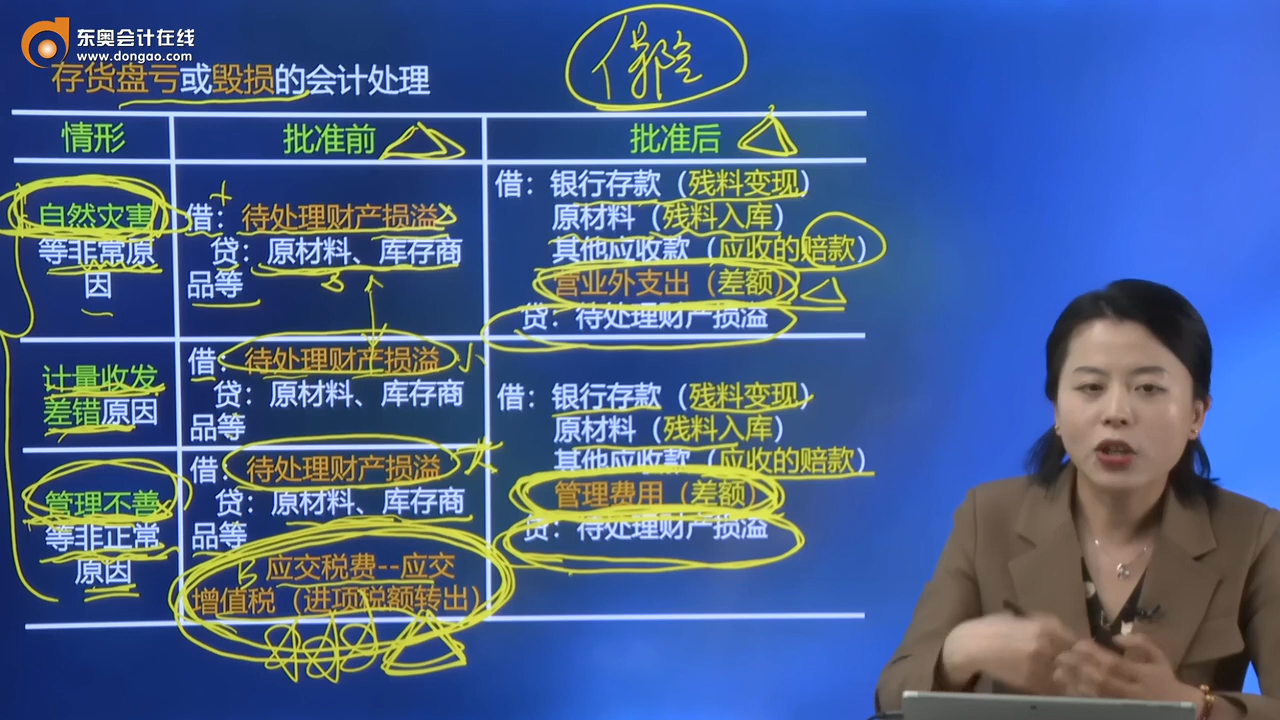 东奥会计在线
www.dongao.com
保险
存货盘亏或毁损的会计处理
情形
批准前
批准后
自然灾害
等非常原
因
借：待处理财产损溢
贷：原材料、库存商
品等
借：银行存款（残料变现）
原材料（残料入库）
其他应收款（应收的赔款）
营业外支出（差额）
贷：待处理财产损溢
计量收发
差错原因
借：待处理财产损溢
小
贷：原材料、库存商
品等
管理不善
等非正常
原因
借：待处理财产损溢
大
贷：原材料、库存商
品等
应交税费--应交
增值税（进项税额转出）
借：银行存款（残料变现）
原材料（残料入库）
其他应收款（应收的赔款）
管理费用（差额）
贷：待处理财产损溢